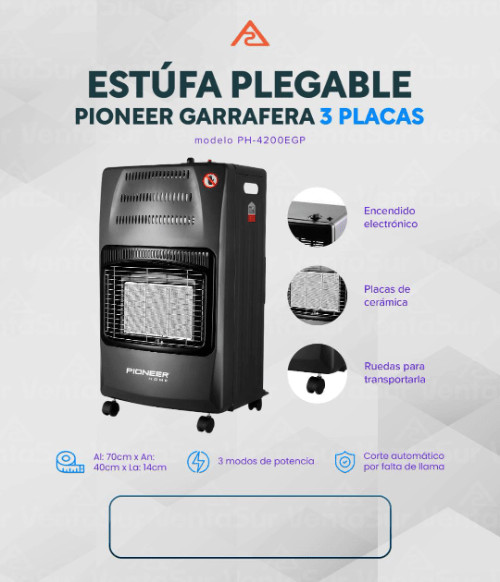 ESTÚFA PLEGABLE
PIONEER GARRAFERA 3 PLACAS
modelo PH-4200EGP
Encendido
electrónico
Placas de
cerámica
Ruedas para
transportarla
PIONEER
HOME
Al: 70cm x An:
40cm x La: 14cm
3 modos de potencia
Corte automático
por falta de llama